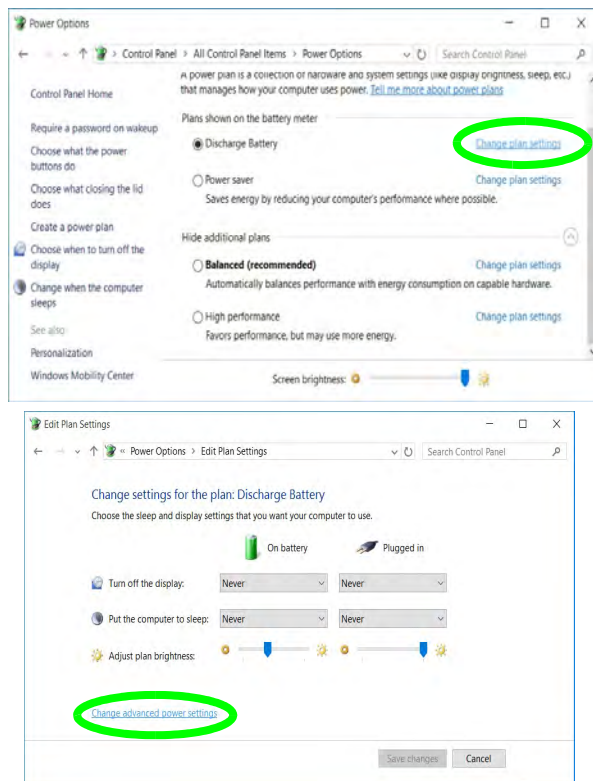 Power Options
Control Panel > All Control Panel Items > Power Options
Search Control Panel
Control Panel Home
Require a password on wakeup
Choose what the power
buttons do
Choose what closing the lid
does
Create a power plan
Choose when to turn off the
display
Change when the computer
sleeps
See also
Personalization
Windows Mobility Center
A power plan is a collection of hardware and system settings (like display brightness, sleep, etc.)
that manages how your computer uses power. Tell me more about power plans
Plans shown on the battery meter
Discharge Battery Change plan settings
Power saver Change plan settings
Saves energy by reducing your computer's performance where possible.
Hide additional plans
Balanced (recommended) Change plan settings
Automatically balances performance with energy consumption on capable hardware.
High performance Change plan settings
Favors performance, but may use more energy.
Screen brightness:
Edit Plan Settings
« Power Options > Edit Plan Settings
Search Control Panel
Change settings for the plan: Discharge Battery
Choose the sleep and display settings that you want your computer to use.
On battery Plugged in
Turn off the display: Never Never
Put the computer to sleep: Never Never
Adjust plan brightness:
Change advanced power settings
Save changes Cancel